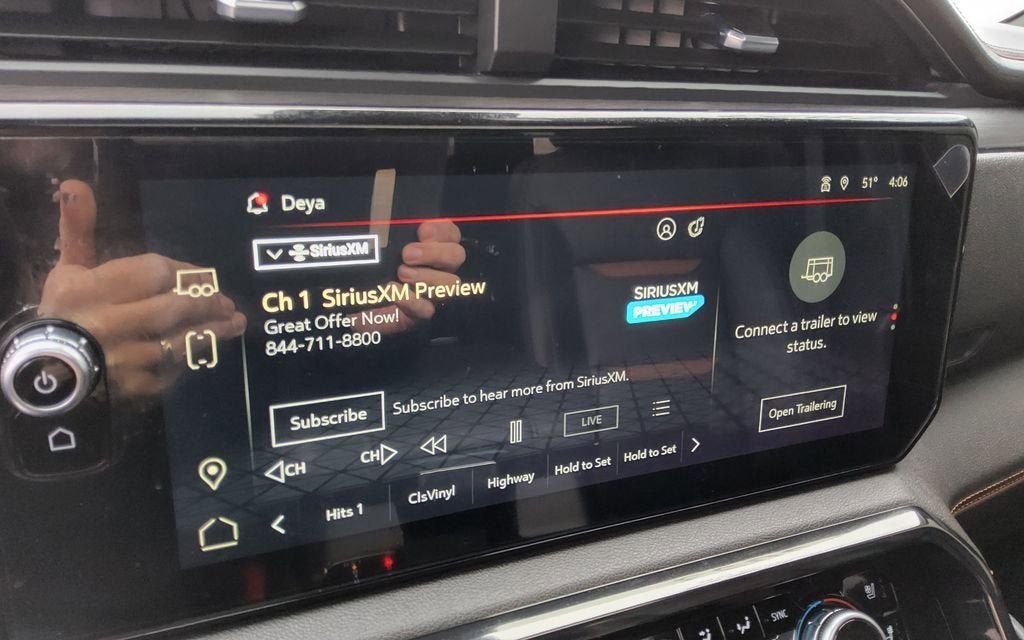 Deya
51° 4:06
SiriusXM
Ch 1 SiriusXM Preview
Great Offer Now!
844-711-8800
SIRIUSXM
PREVIEW
Connect a trailer to view
status.
Subscribe
Subscribe to hear more from SiriusXM.
Open Trailering
CH
CH
LIVE
Hits 1
ClsVinyl
Highway
Hold to Set
Hold to Set
SYNC